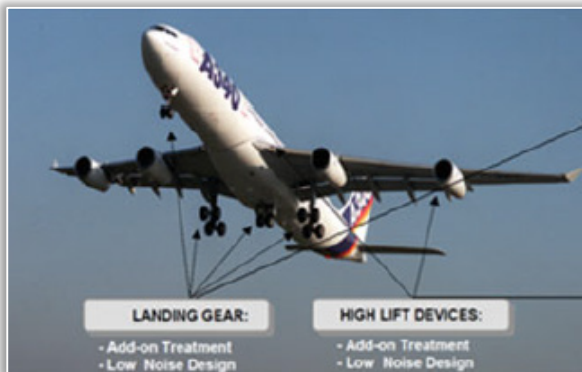 A340
LANDING GEAR:
- Add-on Treatment
- Low Noise Design
HIGH LIFT DEVICES:
- Add-on Treatment
- Low Noise Design